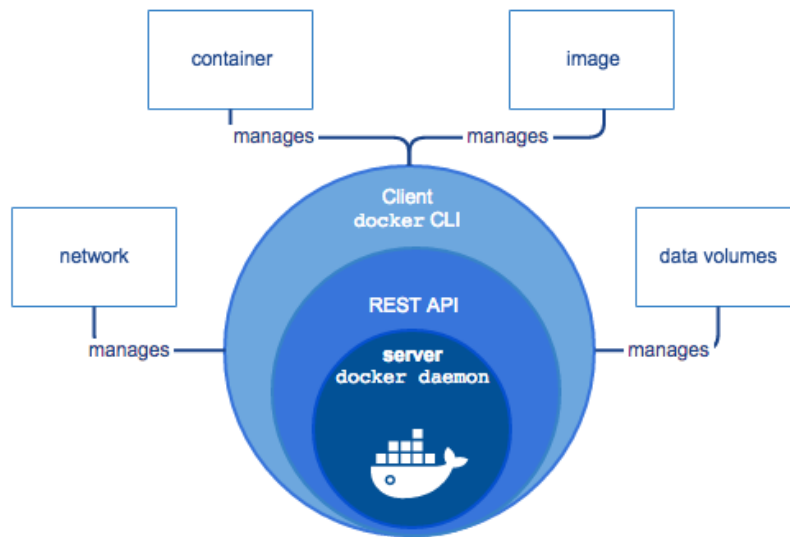 container
image
manages
manages
Client
docker CLI
network
data volumes
REST API
manages
server
docker daemon
manages